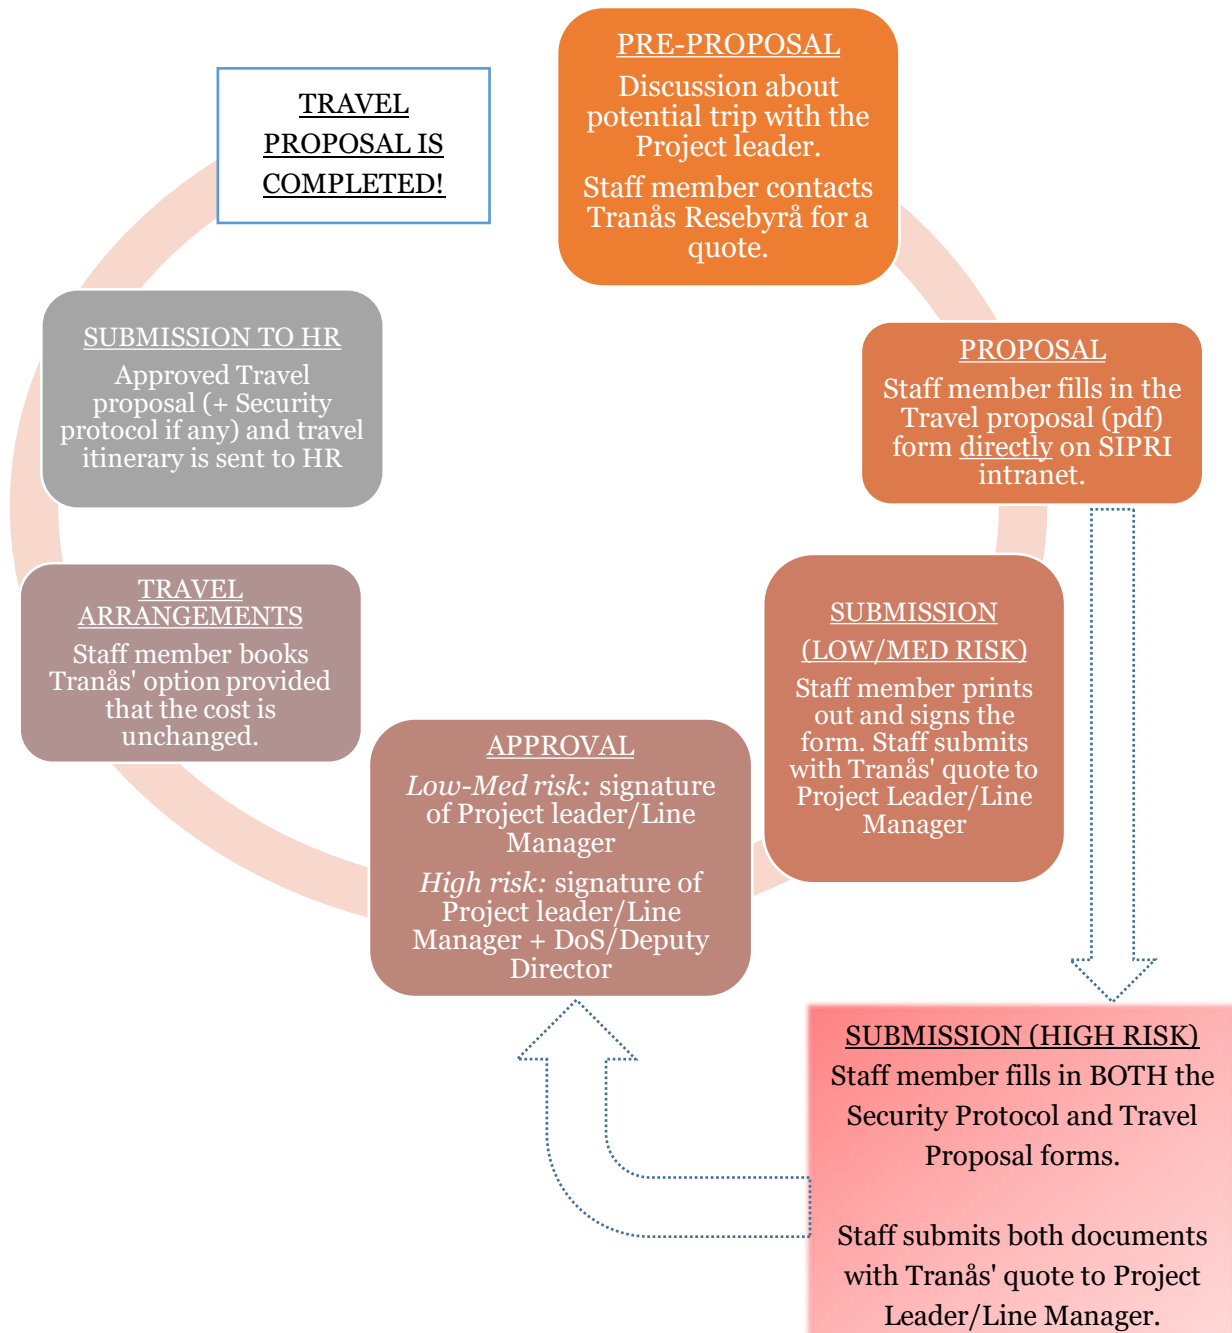 PRE-PROPOSAL
Discussion about
potential trip with the
Project leader.
Staff member contacts
Tranås Resebyrå for a
quote.
PROPOSAL
Staff member fills in the
Travel proposal (pdf)
form directly on SIPRI
intranet.
SUBMISSION
(LOW/MED RISK)
Staff member prints
out and signs the
form. Staff submits
with Tranås' quote to
Project Leader/Line
Manager
SUBMISSION (HIGH RISK)
Staff member fills in BOTH the
Security Protocol and Travel
Proposal forms.
Staff submits both documents
with Tranås' quote to Project
Leader/Line Manager.
APPROVAL
Low-Med risk: signature
of Project leader/Line
Manager
High risk: signature of
Project leader/Line
Manager + DoS/Deputy
Director
TRAVEL
ARRANGEMENTS
Staff member books
Tranås' option provided
that the cost is
unchanged.
SUBMISSION TO HR
Approved Travel
proposal (+ Security
protocol if any) and travel
itinerary is sent to HR
TRAVEL
PROPOSAL IS
COMPLETED!